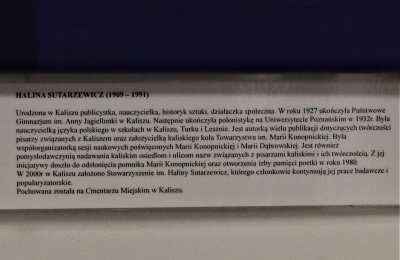 HALINA SUTARZEWICZ (1909 – 1991)
Urodzona w Kaliszu publicystka, nauczycielka, historyk sztuki, działaczka społeczna. W roku 1927 ukończyła Państwowe
Gimnazjum im. Anny Jagiellonki w Kaliszu. Następnie ukończyła polonistykę na Uniwersytecie Poznańskim w 1932r. Była
nauczycielką języka polskiego w szkołach w Kaliszu, Turku i Lesznie. Jest autorką wielu publikacji dotyczących twórczości
pisarzy związanych z Kaliszem oraz założycielką kaliskiego koła Towarzystwa im. Marii Konopnickiej. Była
współorganizatorką sesji naukowych poświęconych Marii Konopnickiej i Marii Dąbrowskiej. Jest również
pomysłodawczynią nadawania kaliskim osiedlom i ulicom nazw związanych z pisarzami kaliskimi i ich twórczością. Z jej
inicjatywy doszło do odsłonięcia pomnika Marii Konopnickiej oraz otworzenia izby pamięci poetki w roku 1980.
W 2000r w Kaliszu założono Stowarzyszenie im. Haliny Sutarzewicz, którego członkowie kontynuują jej prace badawcze i
popularyzatorskie.
Pochowana została na Cmentarzu Miejskim w Kaliszu.